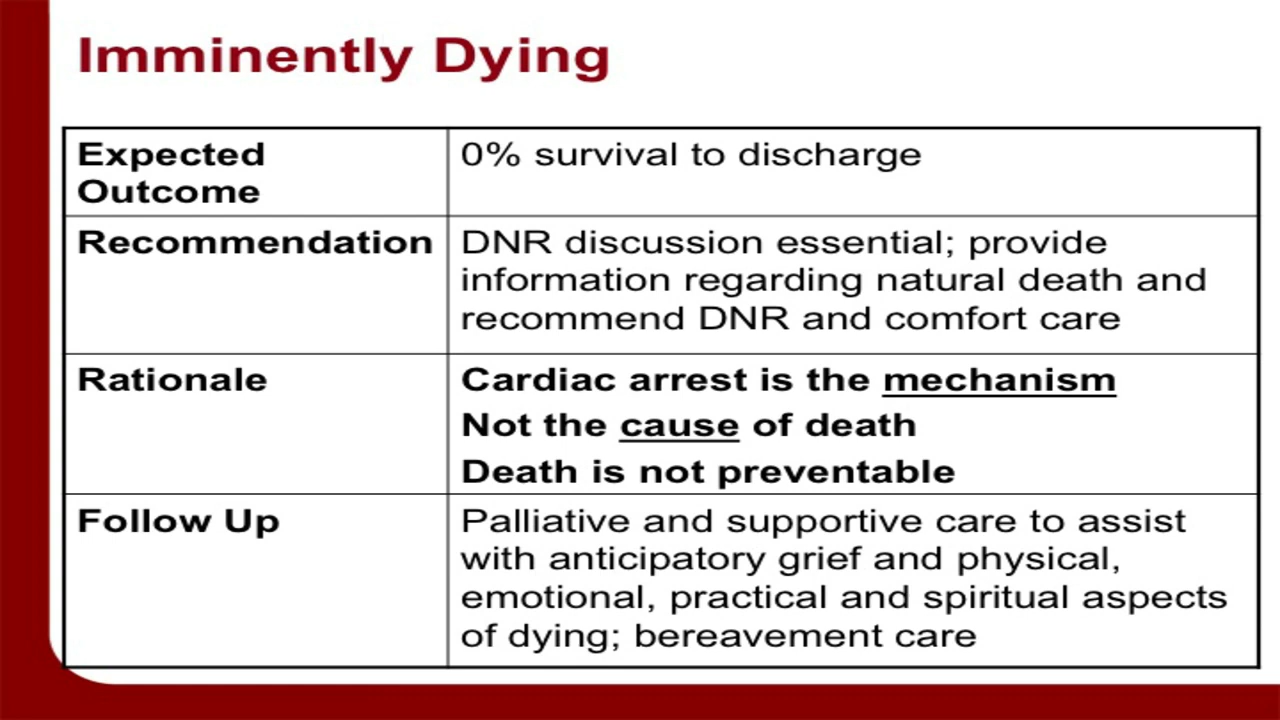 Imminently Dying
Expected
Outcome
0% survival to discharge
Recommendation
DNR discussion essential; provide
information regarding natural death and
recommend DNR and comfort care
Rationale
Cardiac arrest is the mechanism
Not the cause of death
Death is not preventable
Follow Up
Palliative and supportive care to assist
with anticipatory grief and physical,
emotional, practical and spiritual aspects
of dying; bereavement care